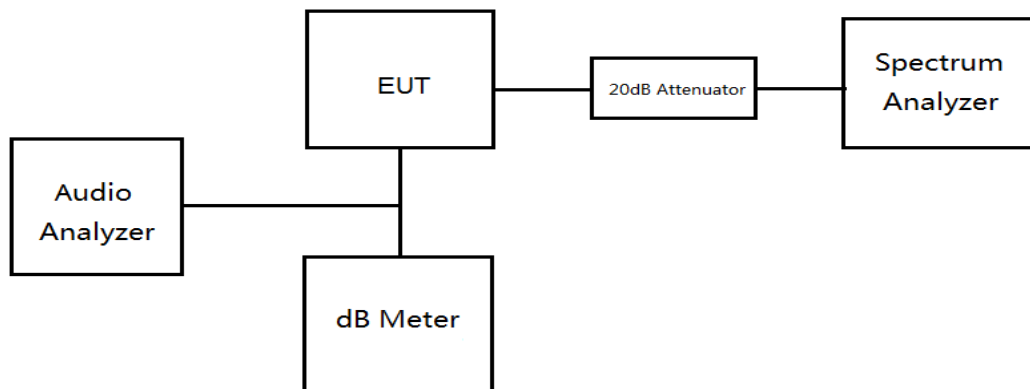 EUT
20dB Attenuator
Spectrum
Analyzer
Audio
Analyzer
dB Meter